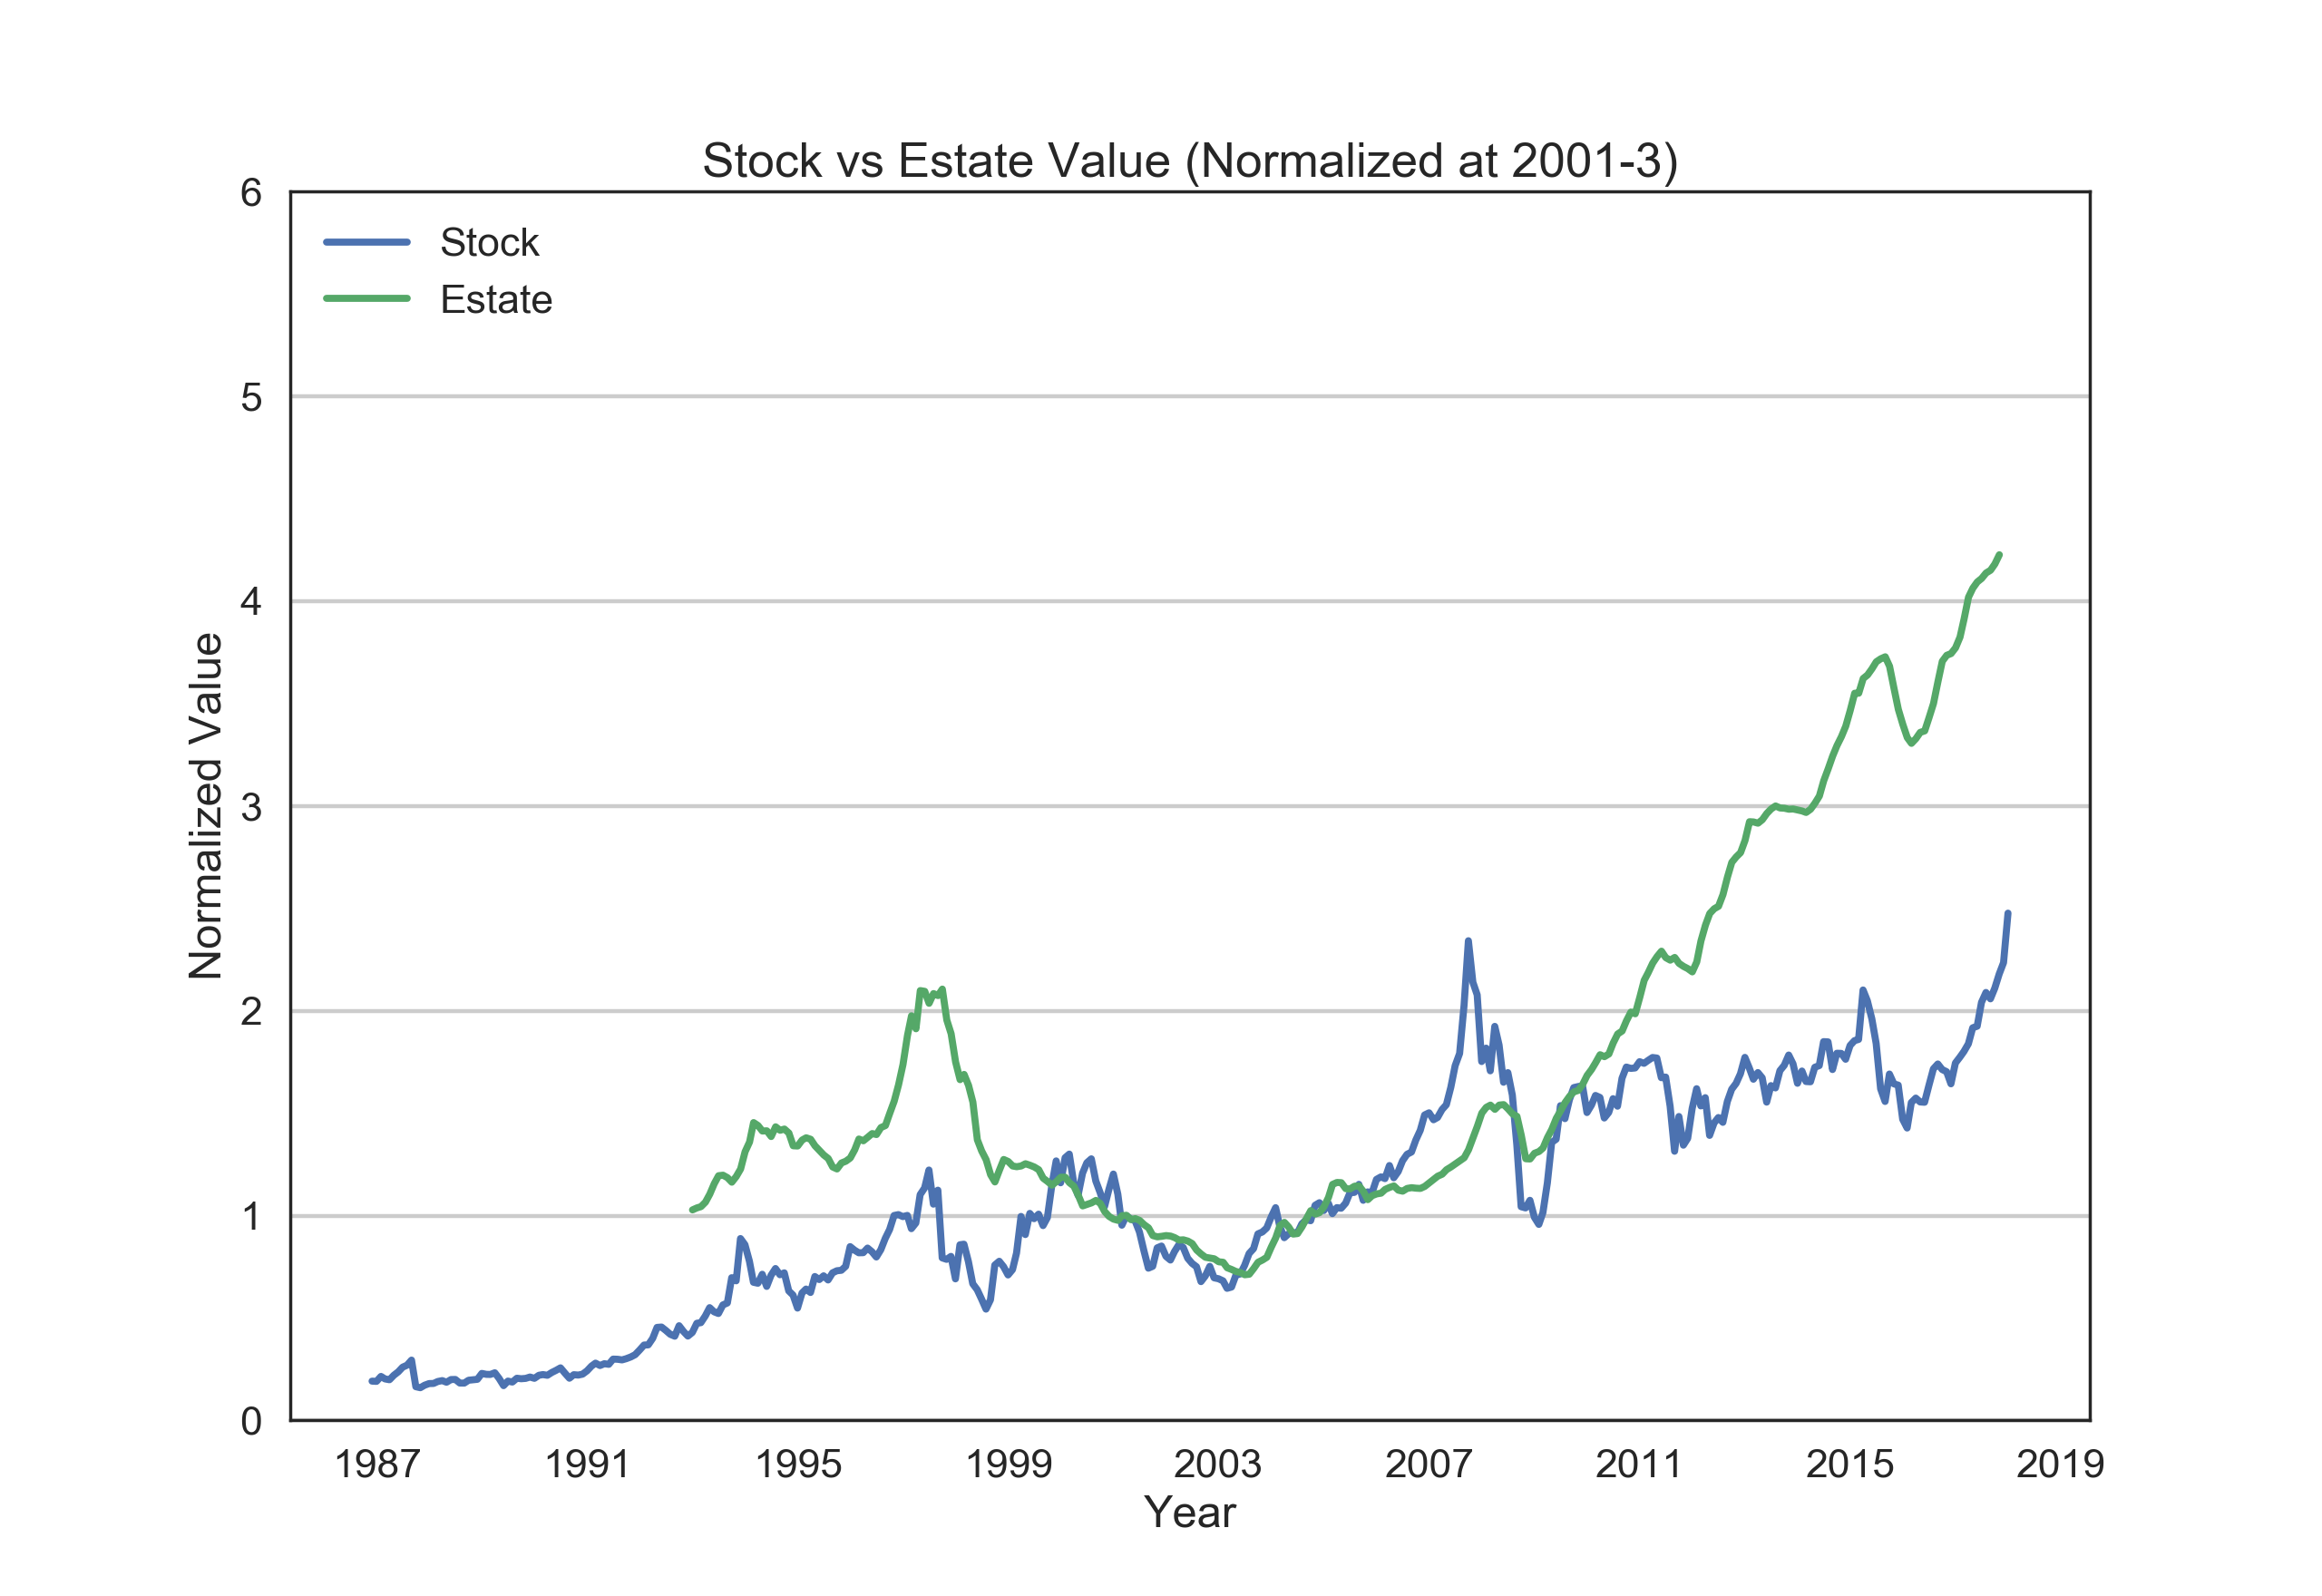 Stock vs Estate Value (Normalized at 2001-3)
6
Stock
Estate
5
4
3
2
1
0
Normalized Value
1987 1991 1995 1999 2003 2007 2011 2015 2019
Year